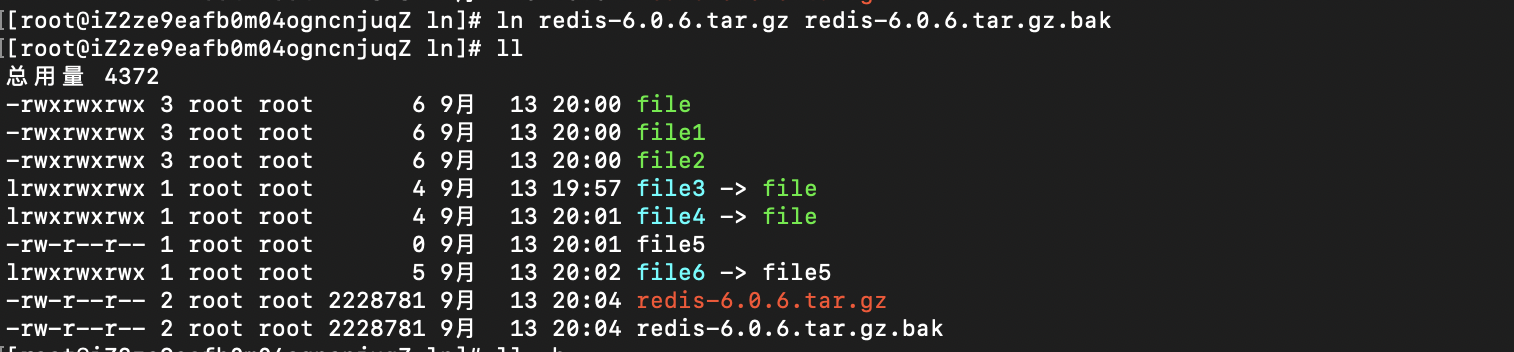 [[root@iZ2ze9eafb0m04ogncnjuqZ ln]# ln redis-6.0.6.tar.gz redis-6.0.6.tar.gz.bak
[[root@iZ2ze9eafb0m04ogncnjuqZ ln]# ll
总用量 4372
-rwxrwxrwx 3 root root       6 9月  13 20:00 file
-rwxrwxrwx 3 root root       6 9月  13 20:00 file1
-rwxrwxrwx 3 root root       6 9月  13 20:00 file2
lrwxrwxrwx 1 root root       4 9月  13 19:57 file3 -> file
lrwxrwxrwx 1 root root       4 9月  13 20:01 file4 -> file
-rw-r--r-- 1 root root       0 9月  13 20:01 file5
lrwxrwxrwx 1 root root       5 9月  13 20:02 file6 -> file5
-rw-r--r-- 2 root root 2228781 9月  13 20:04 redis-6.0.6.tar.gz
-rw-r--r-- 2 root root 2228781 9月  13 20:04 redis-6.0.6.tar.gz.bak